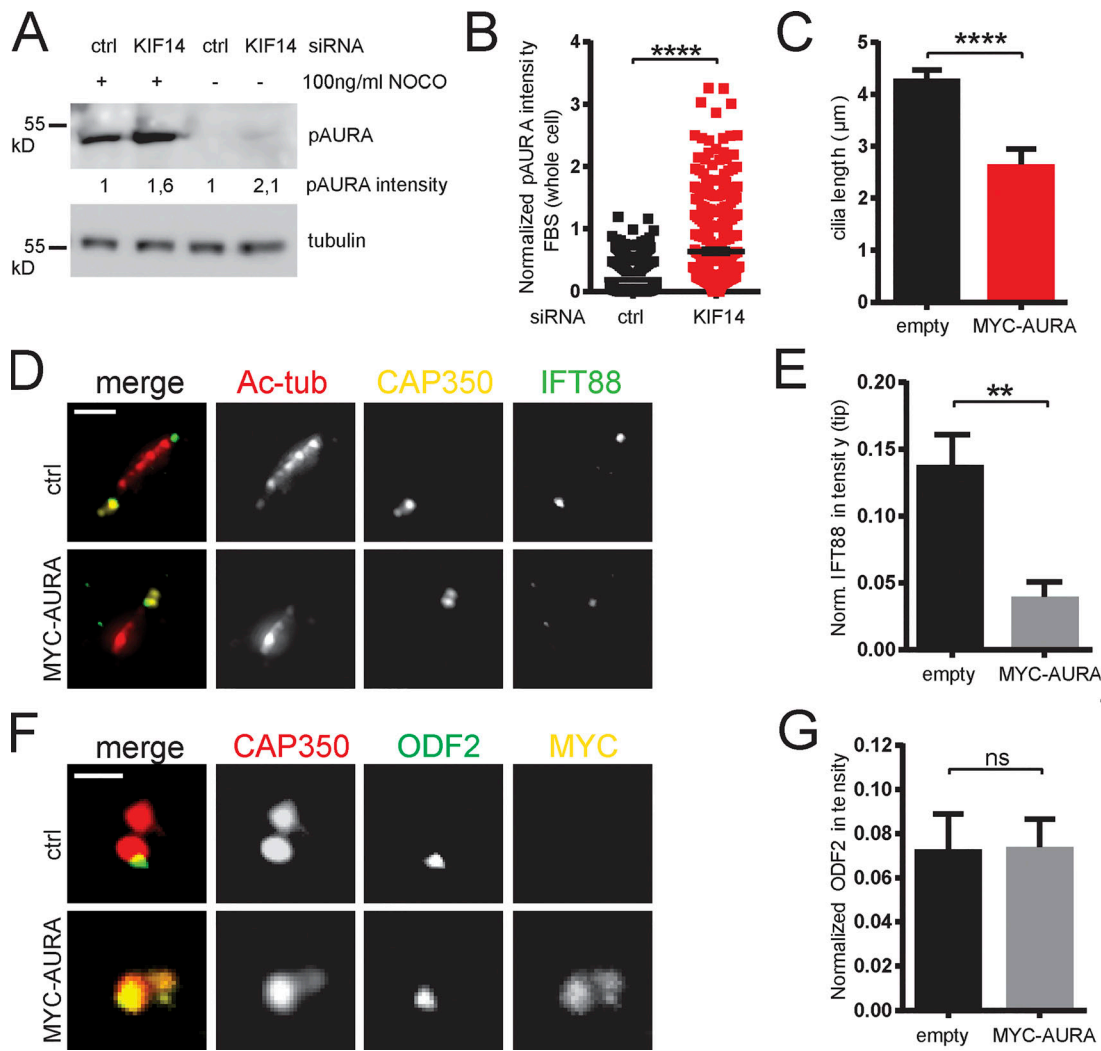 A
ctrl KIF14 ctrl KIF14 siRNA
+ + - - 100ng/ml NOCO
55
kD
pAURA
1 1,6 1 2,1 pAURA intensity
55
kD
tubulin
B
Normalized pAURA intensity
FBS (whole cell)
4
3
2
1
0
****
siRNA ctrl KIF14
C
cilia length (µm)
5
4
3
2
1
0
****
empty MYC-AURA
D
merge Ac-tub CAP350 IFT88
ctrl
MYC-AURA
E
Norm. IFT88 intensity (tip)
0.20
0.15
0.10
0.05
0.00
**
empty MYC-AURA
F
merge CAP350 ODF2 MYC
ctrl
MYC-AURA
G
Normalized ODF2 intensity
0.12
0.10
0.08
0.06
0.04
0.02
0.00
ns
empty MYC-AURA